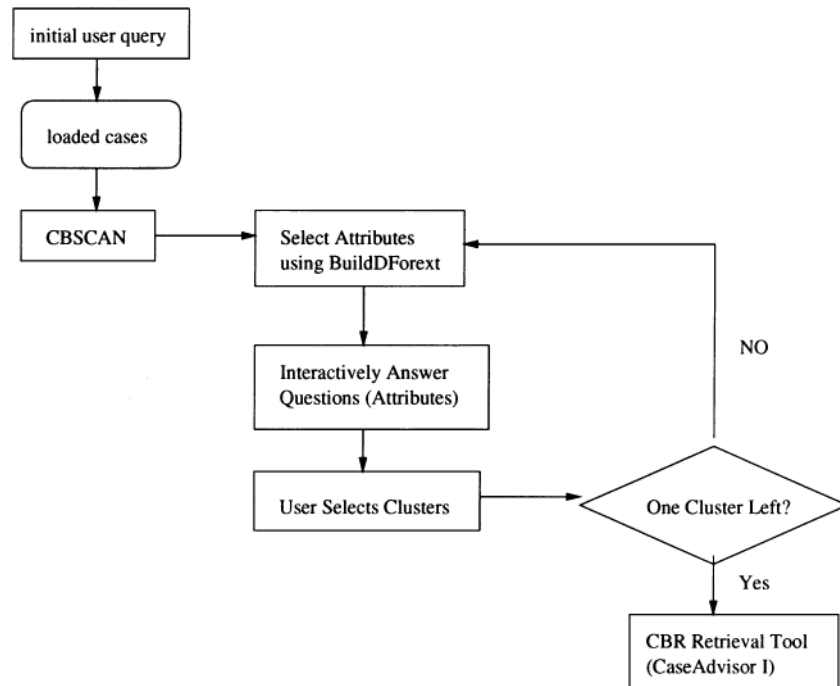 initial user query
loaded cases
CBSCAN
Select Attributes
using BuildDForext
Interactively Answer
Questions (Attributes)
User Selects Clusters
One Cluster Left?
NO
Yes
CBR Retrieval Tool
(CaseAdvisor I)